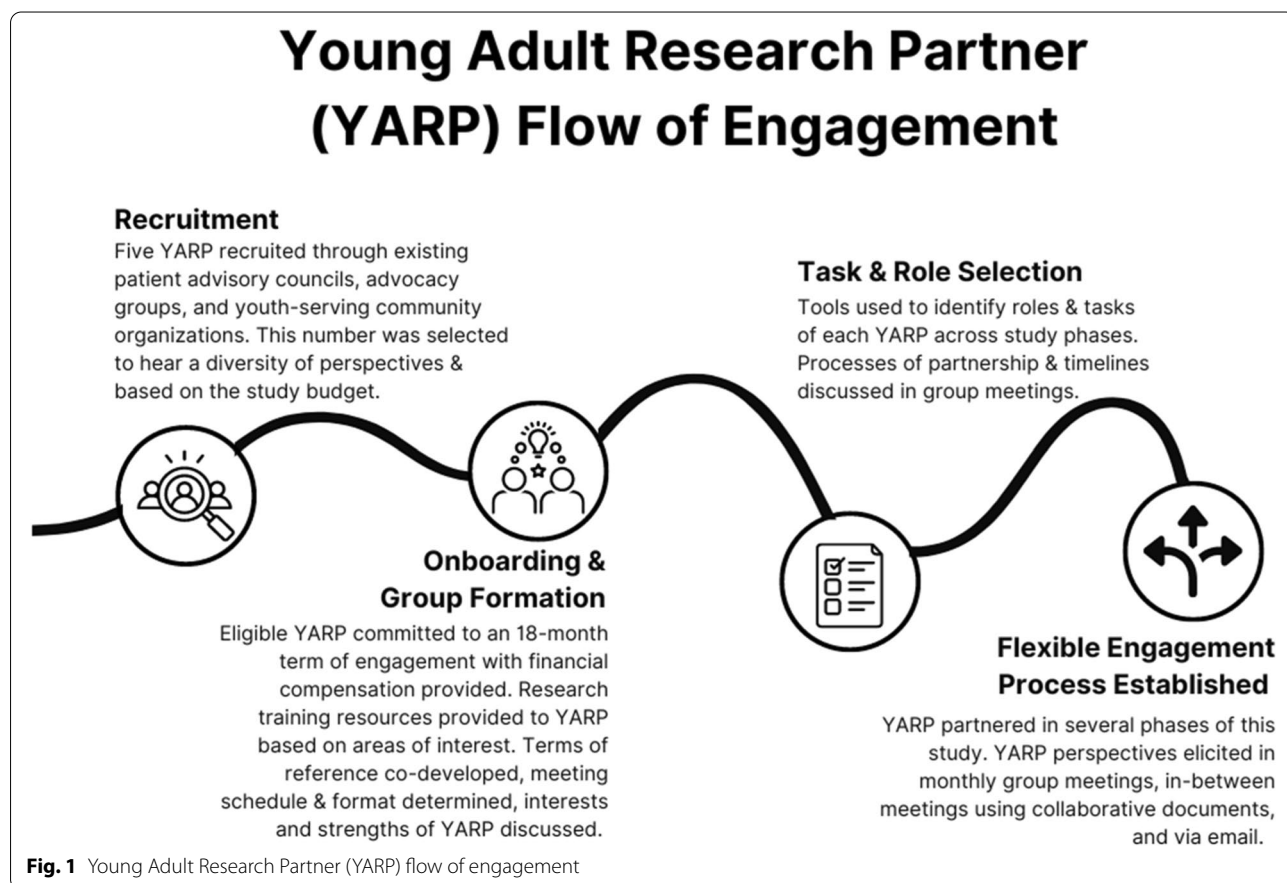 Young Adult Research Partner
(YARP) Flow of Engagement
Recruitment
Five YARP recruited through existing
patient advisory councils, advocacy
groups, and youth-serving community
organizations. This number was selected
to hear a diversity of perspectives &
based on the study budget.
Onboarding &
Group Formation
Eligible YARP committed to an 18-month
term of engagement with financial
compensation provided. Research
training resources provided to YARP
based on areas of interest. Terms of
reference co-developed, meeting
schedule & format determined, interests
and strengths of YARP discussed.
Task & Role Selection
Tools used to identify roles & tasks
of each YARP across study phases.
Processes of partnership & timelines
discussed in group meetings.
Flexible Engagement
Process Established
YARP partnered in several phases of this
study. YARP perspectives elicited in
monthly group meetings, in-between
meetings using collaborative documents,
and via email.
Fig. 1 Young Adult Research Partner (YARP) flow of engagement